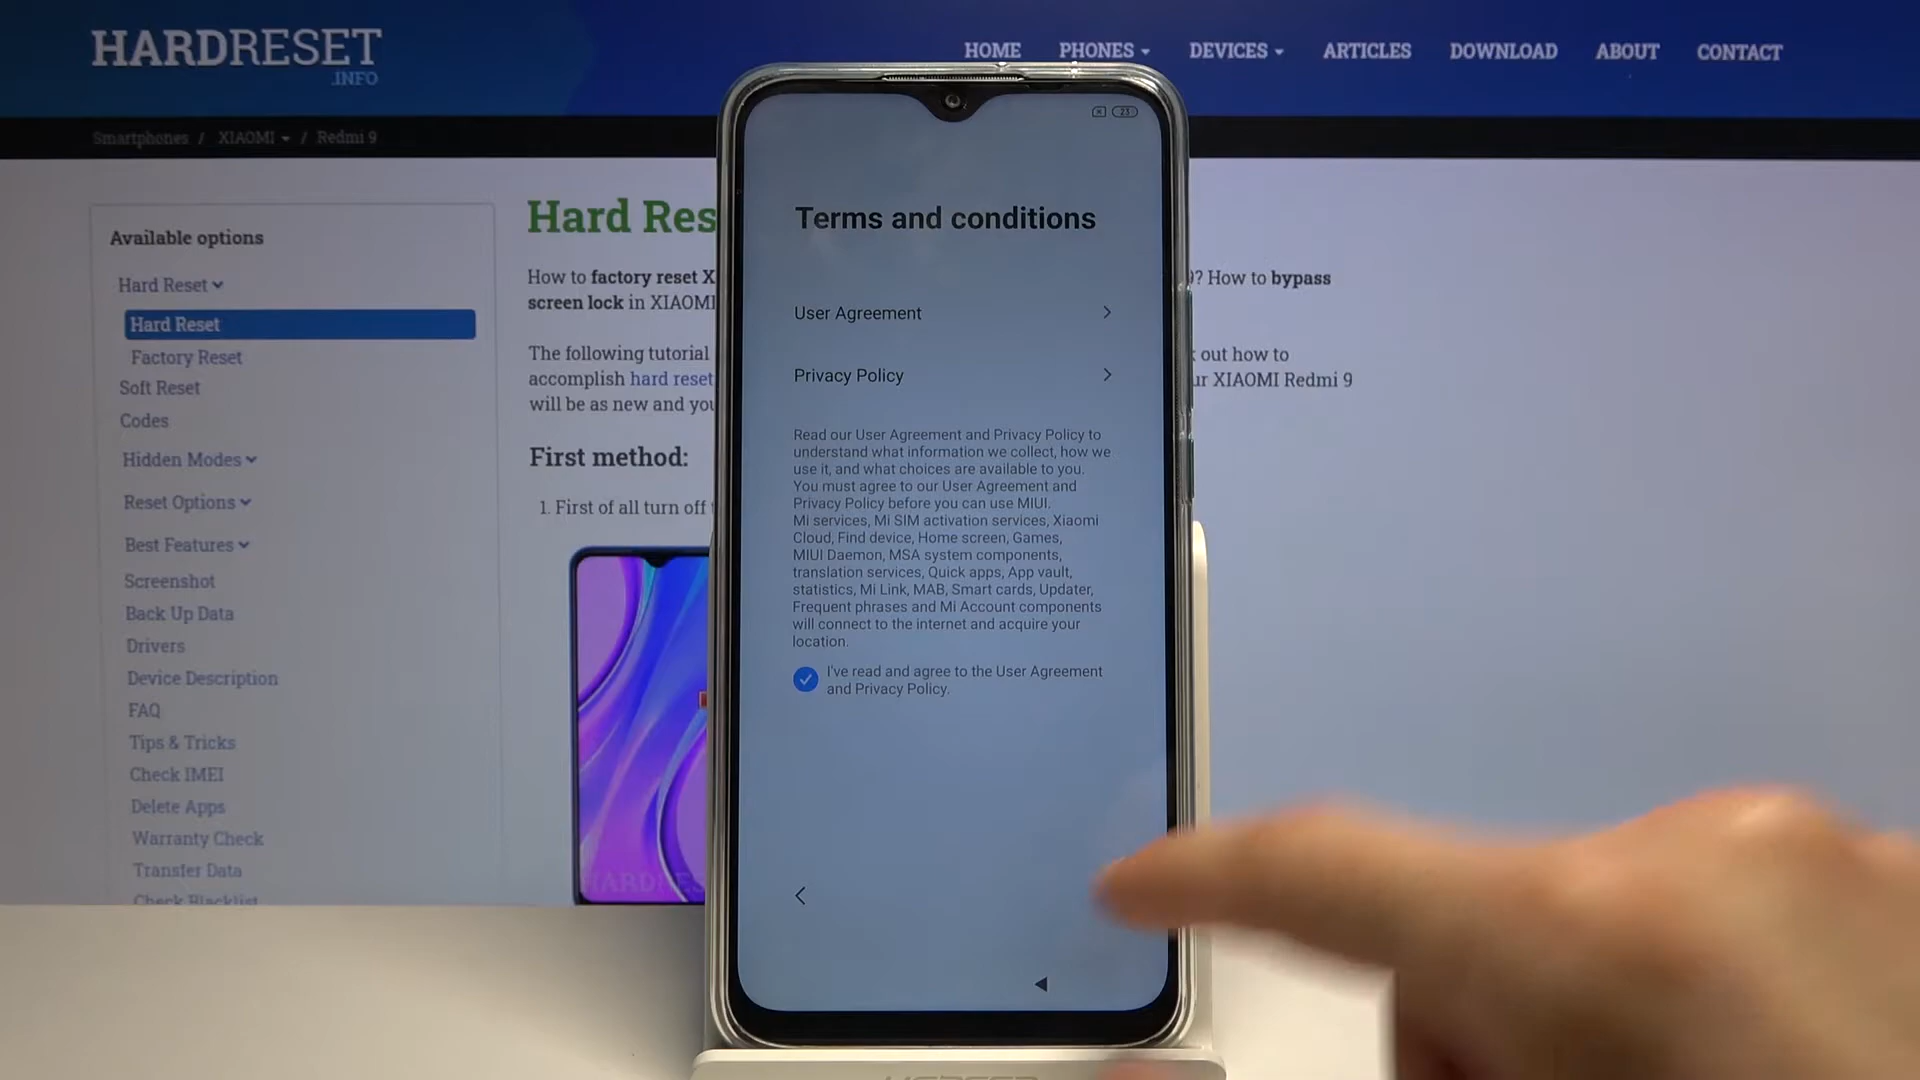 HARDRESET
.INFO
HOME PHONES DEVICES ARTICLES DOWNLOAD ABOUT CONTACT
Smartphones / XIAOMI / Redmi 9
Available options
Hard Reset
Hard Reset
Factory Reset
Soft Reset
Codes
Hidden Modes
Reset Options
Best Features
Screenshot
Back Up Data
Drivers
Device Description
FAQ
Tips & Tricks
Check IMEI
Delete Apps
Warranty Check
Transfer Data
Check Blacklist
Hard Res
How to factory reset X
9? How to bypass
screen lock in XIAOMI
The following tutorial
k out how to
accomplish hard reset
ur XIAOMI Redmi 9
will be as new and you
First method:
1. First of all turn off
23
Terms and conditions
User Agreement
Privacy Policy
Read our User Agreement and Privacy Policy to
understand what information we collect, how we
use it, and what choices are available to you.
You must agree to our User Agreement and
Privacy Policy before you can use MIUI.
Mi services, Mi SIM activation services, Xiaomi
Cloud, Find device, Home screen, Games,
MIUI Daemon, MSA system components,
translation services, Quick apps, App vault,
statistics, Mi Link, MAB, Smart cards, Updater,
Frequent phrases and Mi Account components
will connect to the internet and acquire your
location.
I've read and agree to the User Agreement
and Privacy Policy.